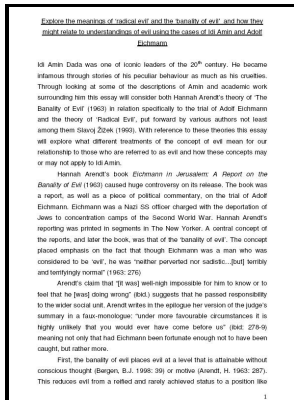 Explore the meanings of 'radical evil' and the 'banality of evil' and how they
might relate to understandings of evil using the cases of Idi Amin and Adolf
Eichmann
Idi Amin Dada was one of iconic leaders of the 20th century. He became
infamous through stories of his peculiar behaviour as much as his cruelties.
Through looking at some of the descriptions of Amin and academic work
surrounding him this essay will consider both Hannah Arendt's theory of 'The
Banality of Evil' (1963) in relation specifically to the trial of Adolf Eichmann
and the theory of 'Radical Evil', put forward by various authors not least
among them Slavoj Žižek (1993). With reference to these theories this essay
will explore what different treatments of the concept of evil mean for our
relationship to those who are referred to as evil and how these concepts may
or may not apply to Idi Amin.
Hannah Arendt's book Eichmann in Jerusalem: A Report on the
Banality of Evil (1963) caused huge controversy on its release. The book was
a report, as well as a piece of political commentary, on the trial of Adolf
Eichmann. Eichmann was a Nazi SS officer charged with the deportation of
Jews to concentration camps of the Second World War. Hannah Arendt's
reporting was printed in segments in The New Yorker. A central concept of
the reports, and later the book, was that of the 'banality of evil'. The concept
placed emphasis on the fact that though Eichmann was a man who was
considered to be 'evil', he was "neither perverted nor sadistic…[but] terribly
and terrifyingly normal" (1963: 276)
Arendt's claim that "[it was] well-nigh impossible for him to know or to
feel that he [was] doing wrong" (ibid.) suggests that he passed responsibility
to the wider social unit. Arendt writes in the epilogue her version of the judge's
summary in a faux-monologue: "under more favourable circumstances it is
highly unlikely that you would ever have come before us" (ibid: 278-9)
meaning not only that had Eichmann been fortunate enough not to have been
caught, but rather more.
First, the banality of evil places evil at a level that is attainable without
conscious thought (Bergen, B.J. 1998: 39) or motive (Arendt, H. 1963: 287).
This reduces evil from a reified and rarely achieved status to a position like
1